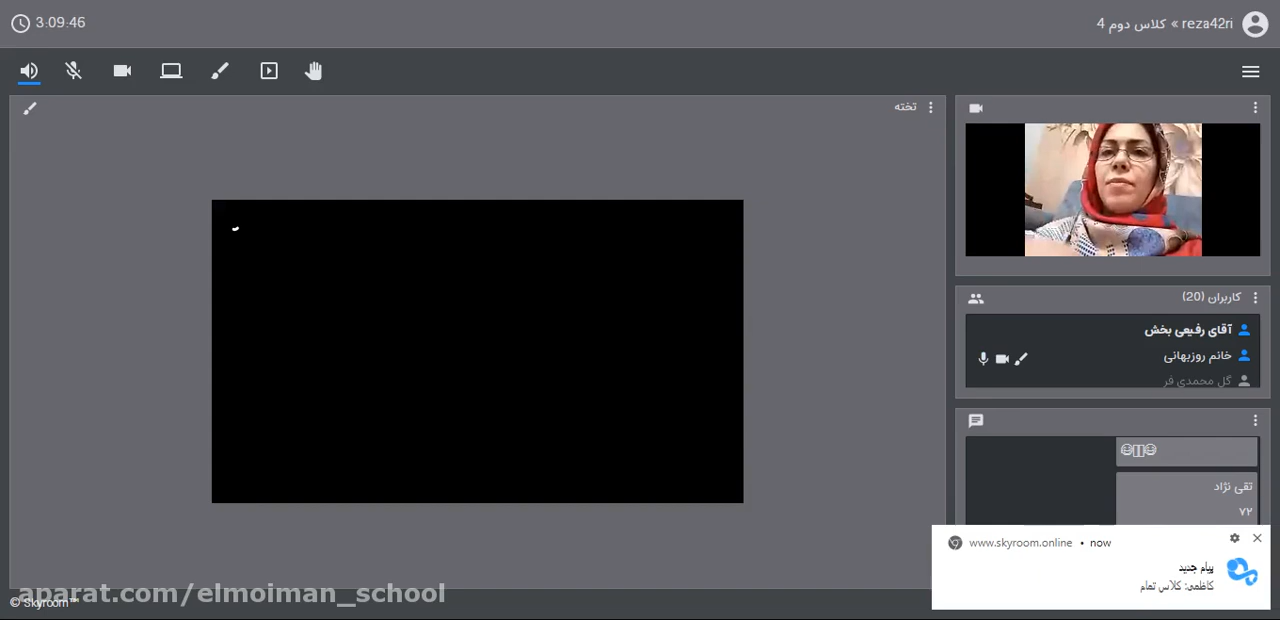 3:09:46
reza42ri » کلاس دوم 4
تخته
کاربران (20)
آقای رفیعی بخش
خانم روزبهانی
گل محمدی فر
تقی نژاد
۷۲
www.skyroom.online • now
پیام جدید
کاظمی: کلاس تمام
aparat.com/elmoiman_school
© Skyroom™